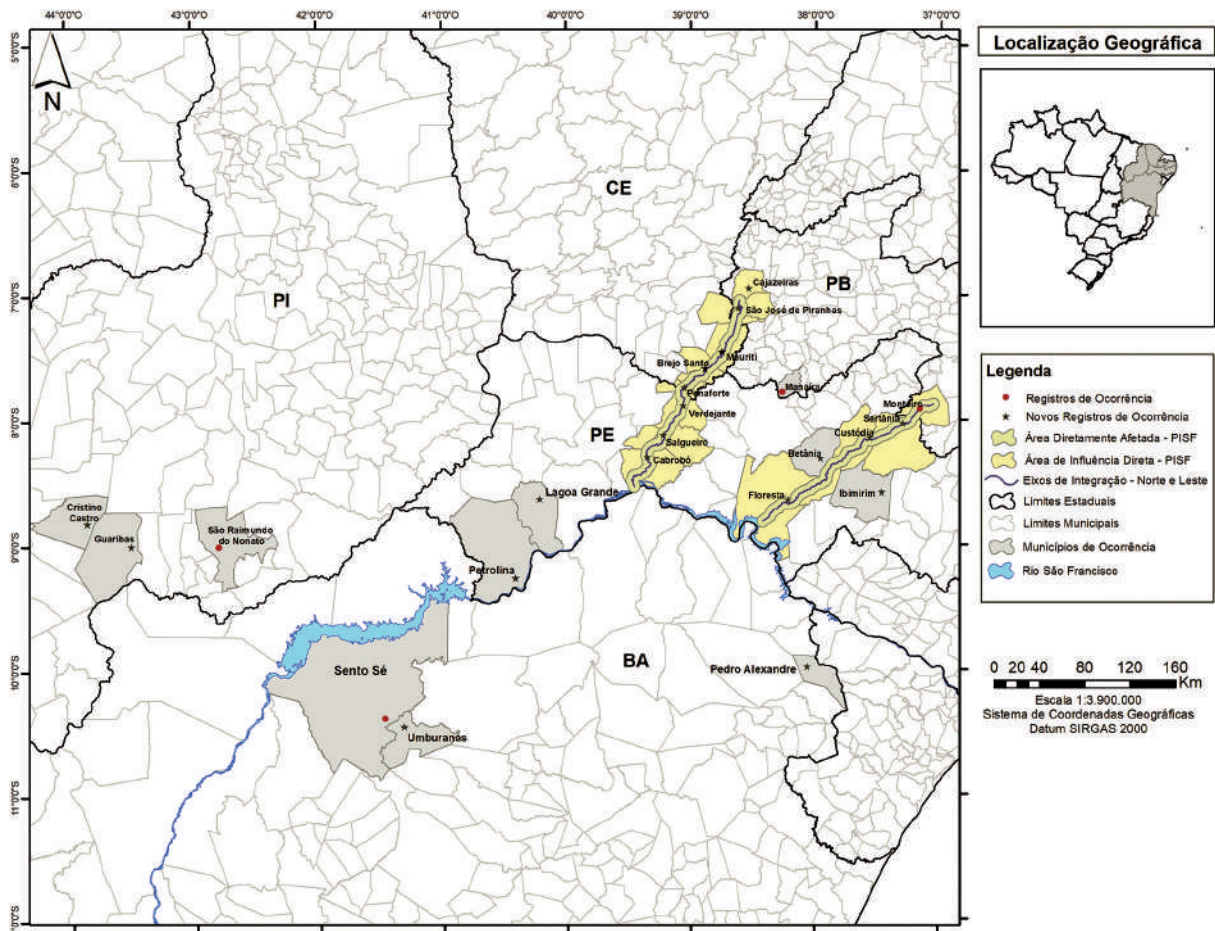 44°0'0"S 43°0'0"S 42°0'0"S 41°0'0"S 40°0'0"S 39°0'0"S 38°0'0"S 37°0'0"S
5°0'0"S
6°0'0"S
7°0'0"S
8°0'0"S
9°0'0"S
10°0'0"S
11°0'0"S
N
CE
PI
PB
PE
BA
Cajazeiras
São José de Piranhas
Mauriti
Brejo Santo
Penaforte
Verdejante
Salgueiro
Cabrobó
Manaíra
Monteiro
Sertânia
Custódia
Betânia
Ibimirim
Floresta
Lagoa Grande
Petrolina
Cristino
Castro
Guaribas
São Raimundo
do Nonato
Sento Sé
Umburanas
Pedro Alexandre
Localização Geográfica
Legenda
Registros de Ocorrência
Novos Registros de Ocorrência
Área Diretamente Afetada - PISF
Área de Influência Direta - PISF
Eixos de Integração - Norte e Leste
Limites Estaduais
Limites Municipais
Municípios de Ocorrência
Rio São Francisco
0 20 40 80 120 160
Km
Escala 1:3.900.000
Sistema de Coordenadas Geográficas
Datum SIRGAS 2000